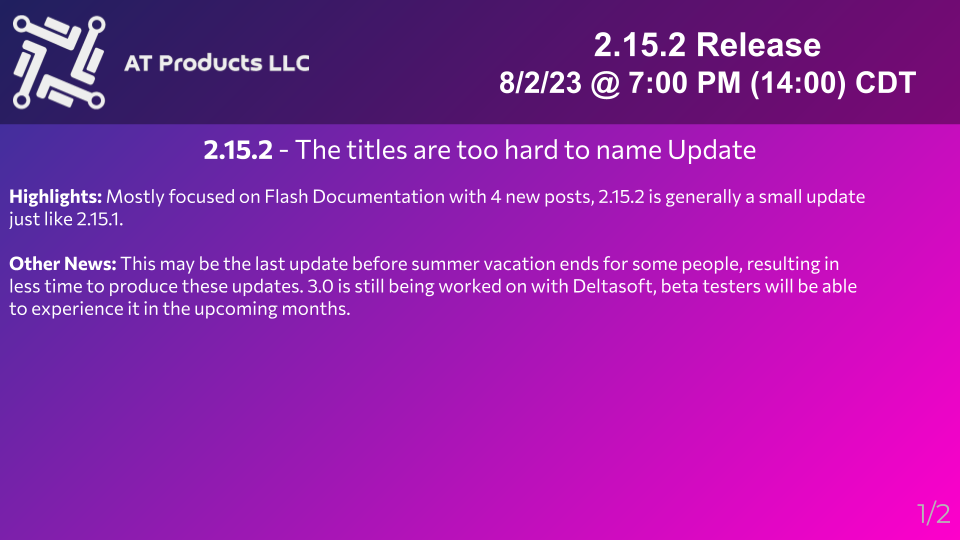 AT Products LLC
2.15.2 Release
8/2/23 @ 7:00 PM (14:00) CDT
2.15.2 - The titles are too hard to name Update
Highlights: Mostly focused on Flash Documentation with 4 new posts, 2.15.2 is generally a small update
just like 2.15.1.
Other News: This may be the last update before summer vacation ends for some people, resulting in
less time to produce these updates. 3.0 is still being worked on with Deltasoft, beta testers will be able
to experience it in the upcoming months.
1/2